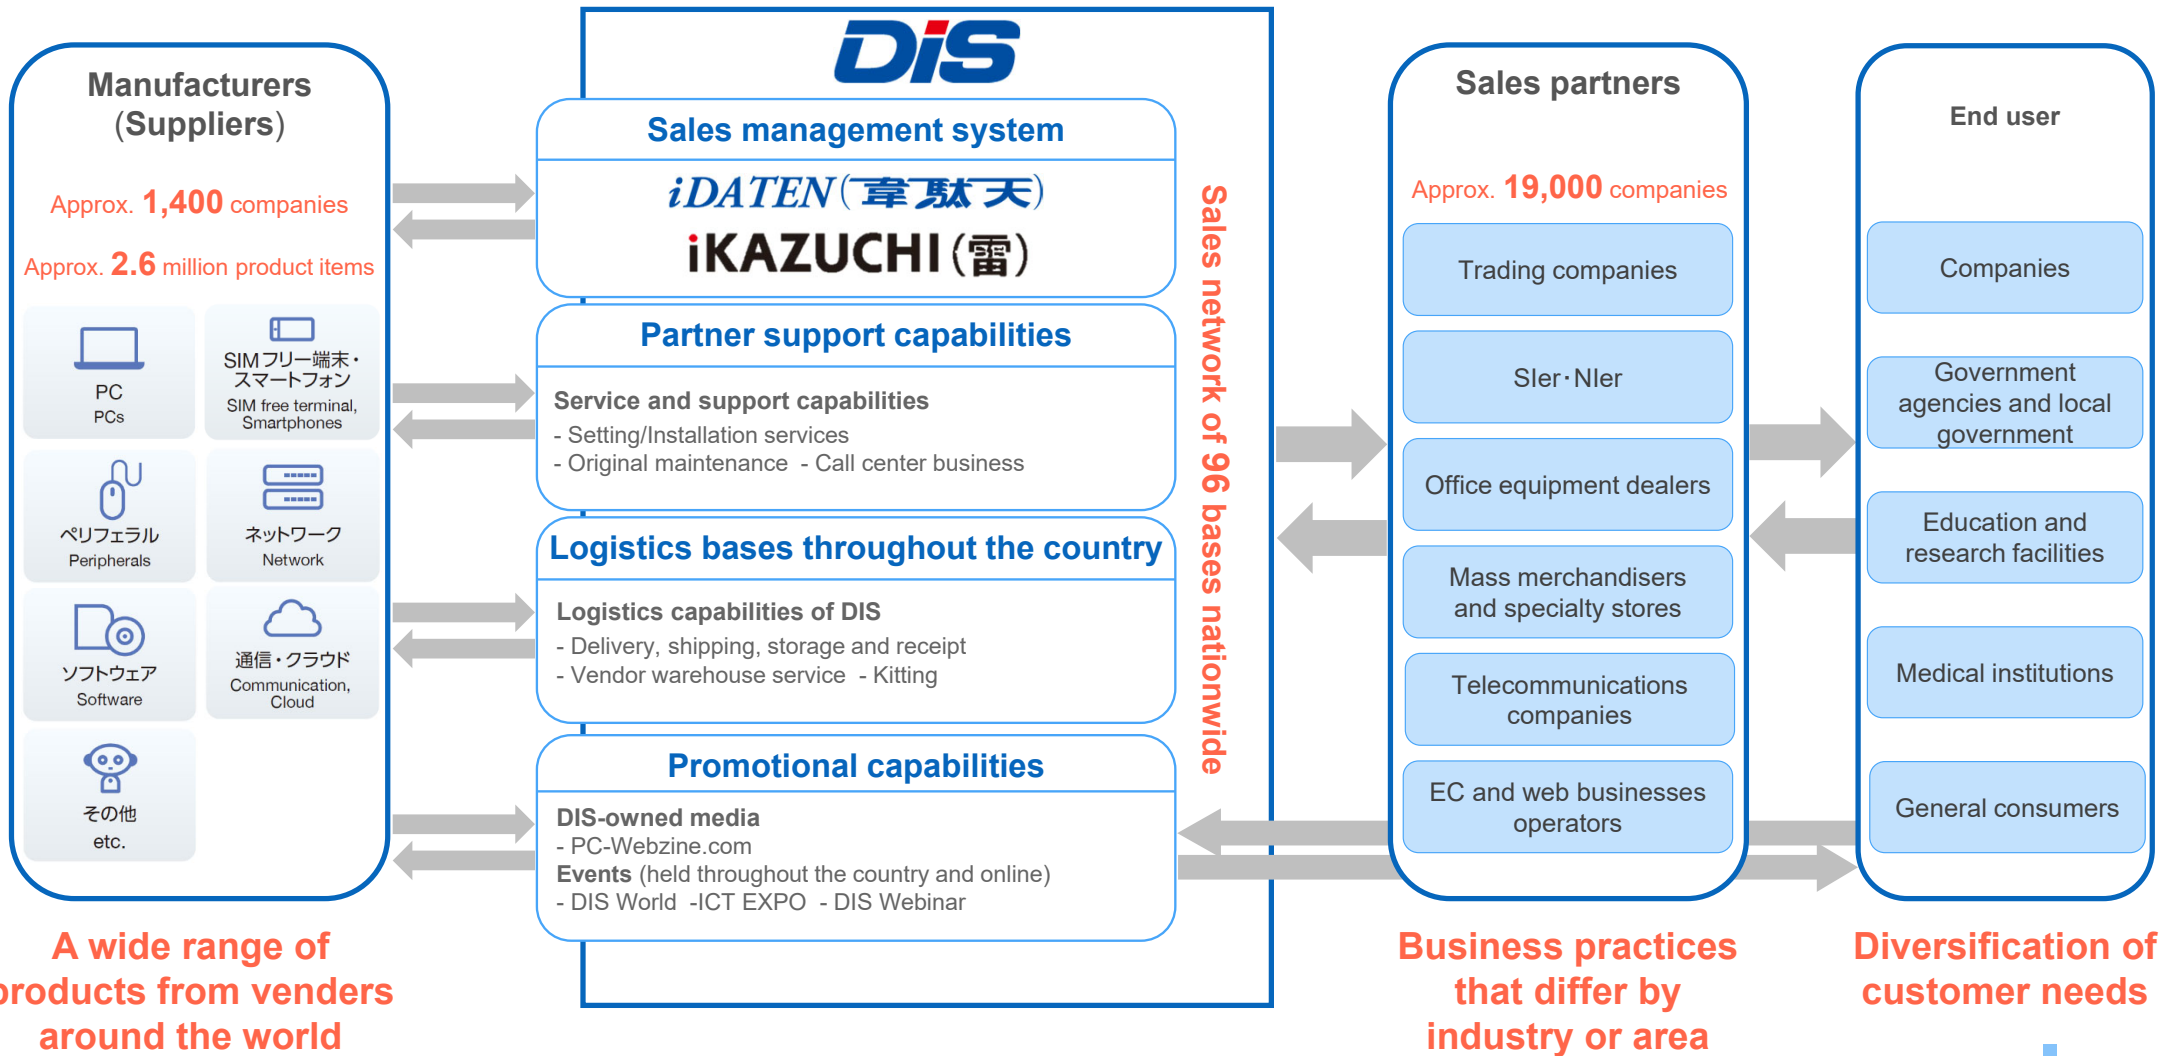 Manufacturers
(Suppliers)
Approx. 1,400 companies
Approx. 2.6 million product items
PC
PCs
SIMフリー端末・
スマートフォン
SIM free terminal,
Smartphones
ペリフェラル
Peripherals
ネットワーク
Network
ソフトウェア
Software
通信・クラウド
Communication,
Cloud
その他
etc.
A wide range of
products from venders
around the world
DiS
Sales management system
iDATEN(韋駄天)
iKAZUCHI(雷)
Partner support capabilities
Service and support capabilities
- Setting/Installation services
- Original maintenance - Call center business
Logistics bases throughout the country
Logistics capabilities of DIS
- Delivery, shipping, storage and receipt
- Vendor warehouse service - Kitting
Promotional capabilities
DIS-owned media
- PC-Webzine.com
Events (held throughout the country and online)
- DIS World -ICT EXPO - DIS Webinar
Sales network of 96 bases nationwide
Sales partners
Approx. 19,000 companies
Trading companies
SIer･NIer
Office equipment dealers
Mass merchandisers
and specialty stores
Telecommunications
companies
EC and web businesses
operators
Business practices
that differ by
industry or area
End user
Companies
Government
agencies and local
government
Education and
research facilities
Medical institutions
General consumers
Diversification of
customer needs